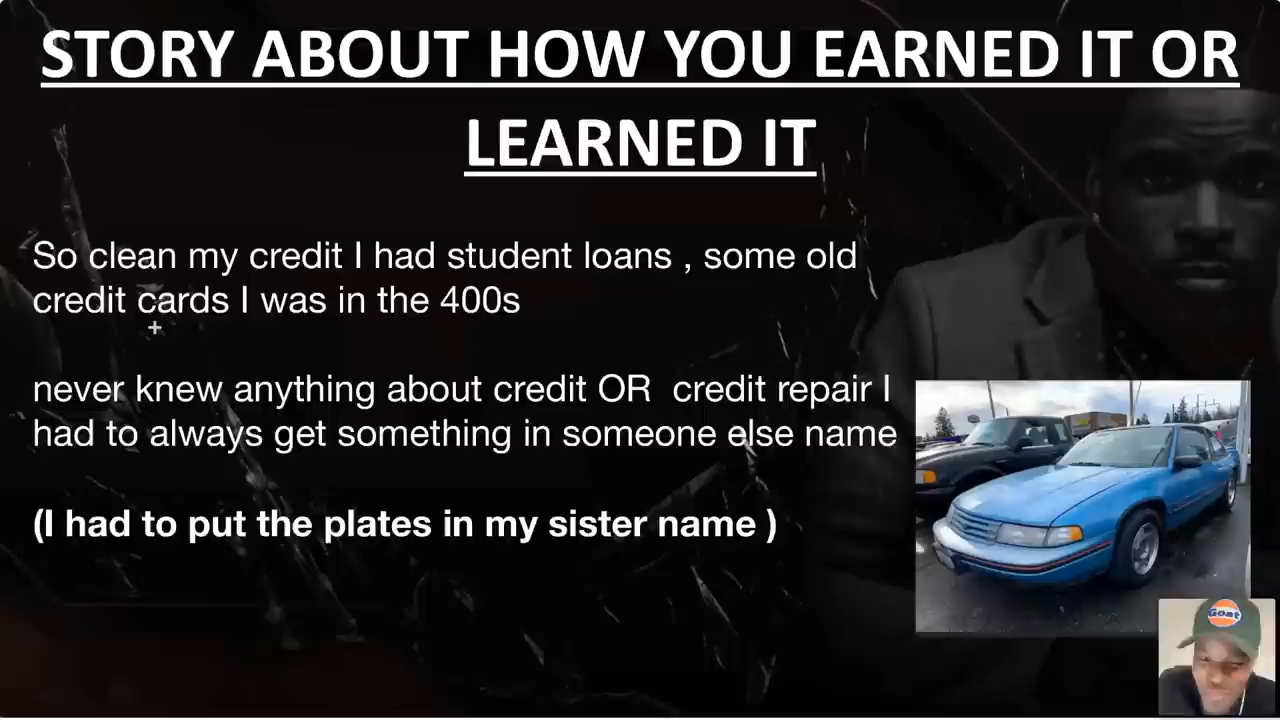 STORY ABOUT HOW YOU EARNED IT OR
LEARNED IT
So clean my credit I had student loans , some old
credit cards I was in the 400s
never knew anything about credit OR  credit repair I
had to always get something in someone else name
(I had to put the plates in my sister name )
Goat